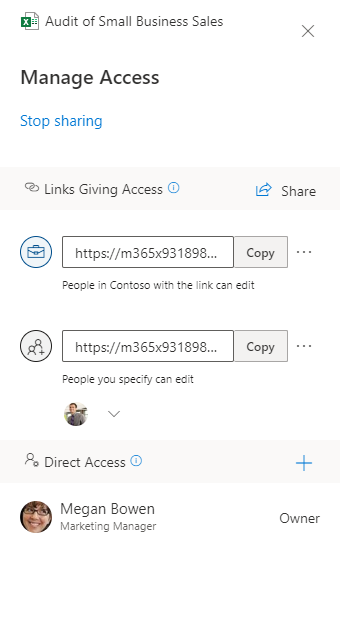 Audit of Small Business Sales
Manage Access
Stop sharing
Links Giving Access
Share
https://m365x931898...
Copy
People in Contoso with the link can edit
https://m365x931898...
Copy
People you specify can edit
Direct Access
Megan Bowen
Marketing Manager
Owner